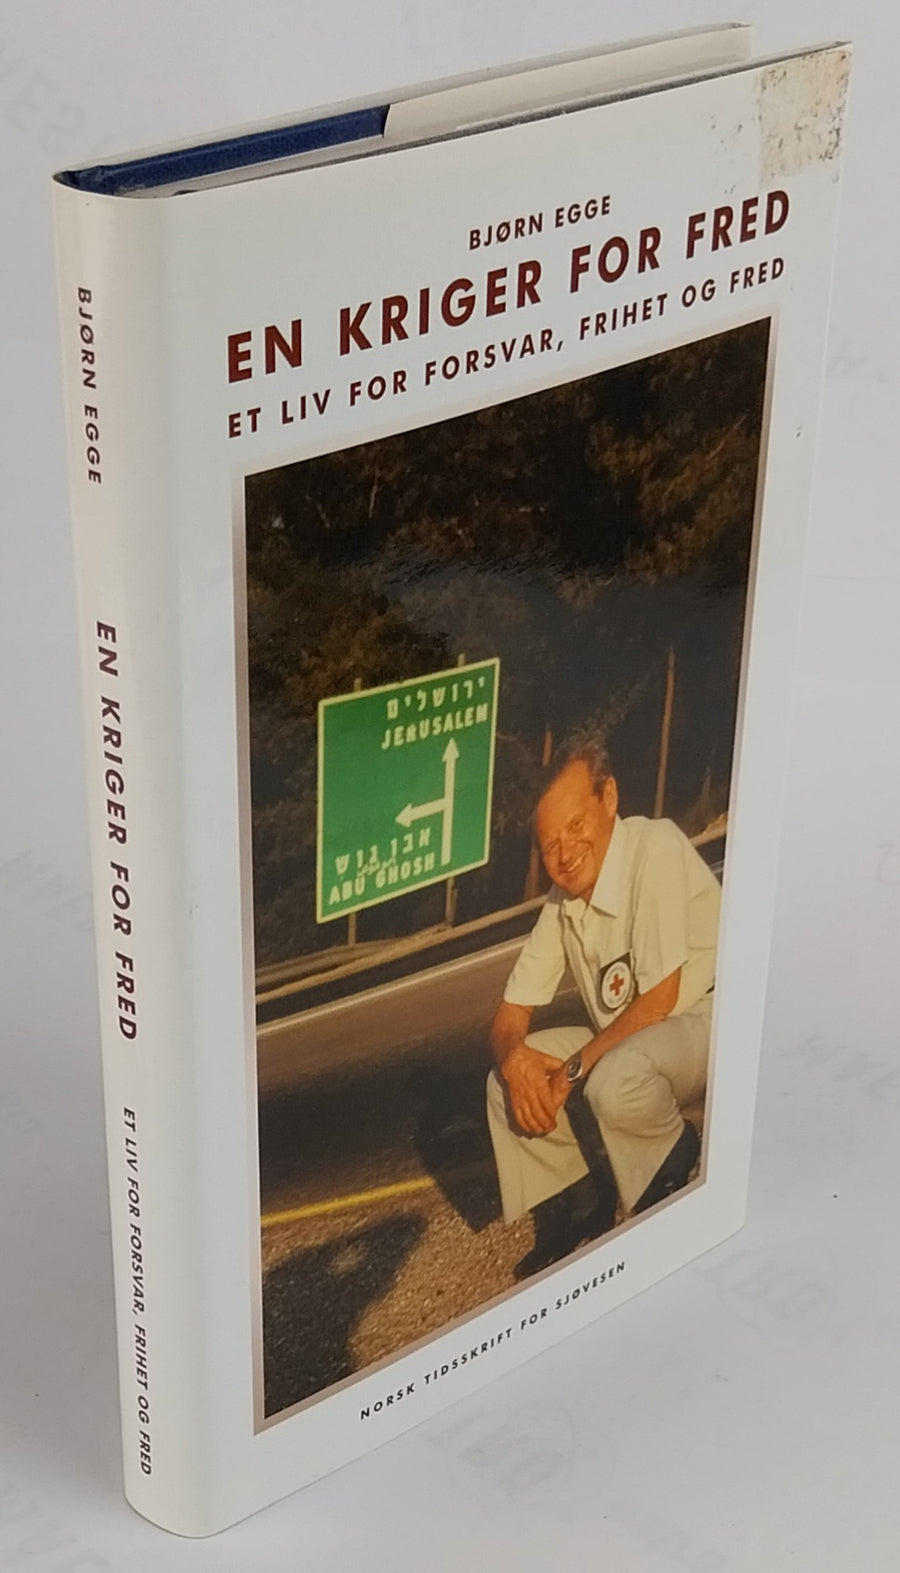 BJØRN EGGE
EN KRIGER FOR FRED
ET LIV FOR FORSVAR, FRIHET OG FRED
ירושלים
JERUSALEM
אבו גוש
ABU GHOSH
NORSK TIDSSKRIFT FOR SJØVESEN
BJØRN EGGE
EN KRIGER FOR FRED
ET LIV FOR FORSVAR, FRIHET OG FRED